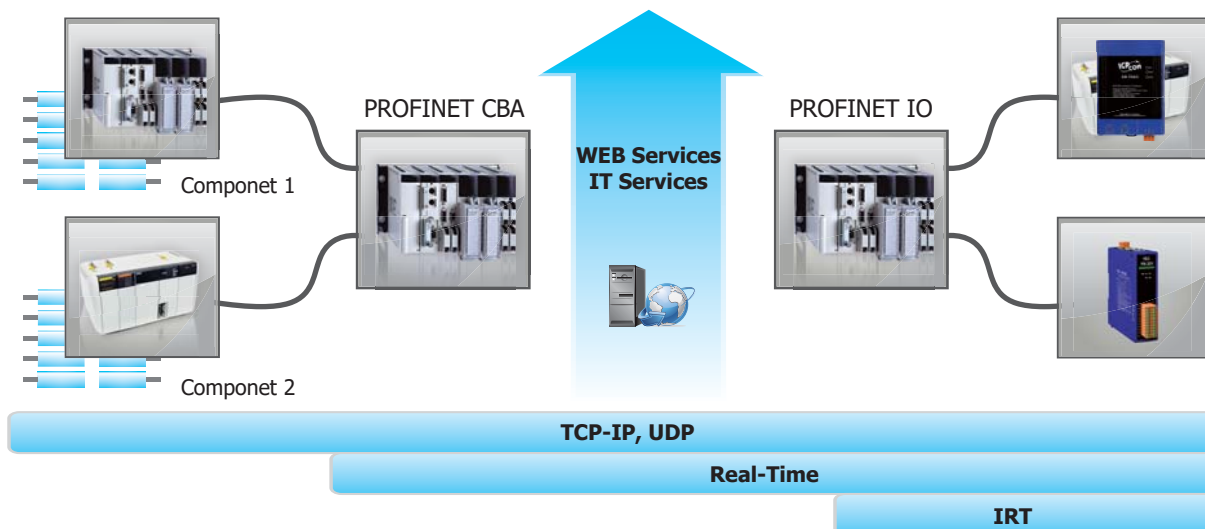 PROFINET CBA
PROFINET IO
WEB Services
IT Services
Componet 1
Componet 2
TCP-IP, UDP
Real-Time
IRT